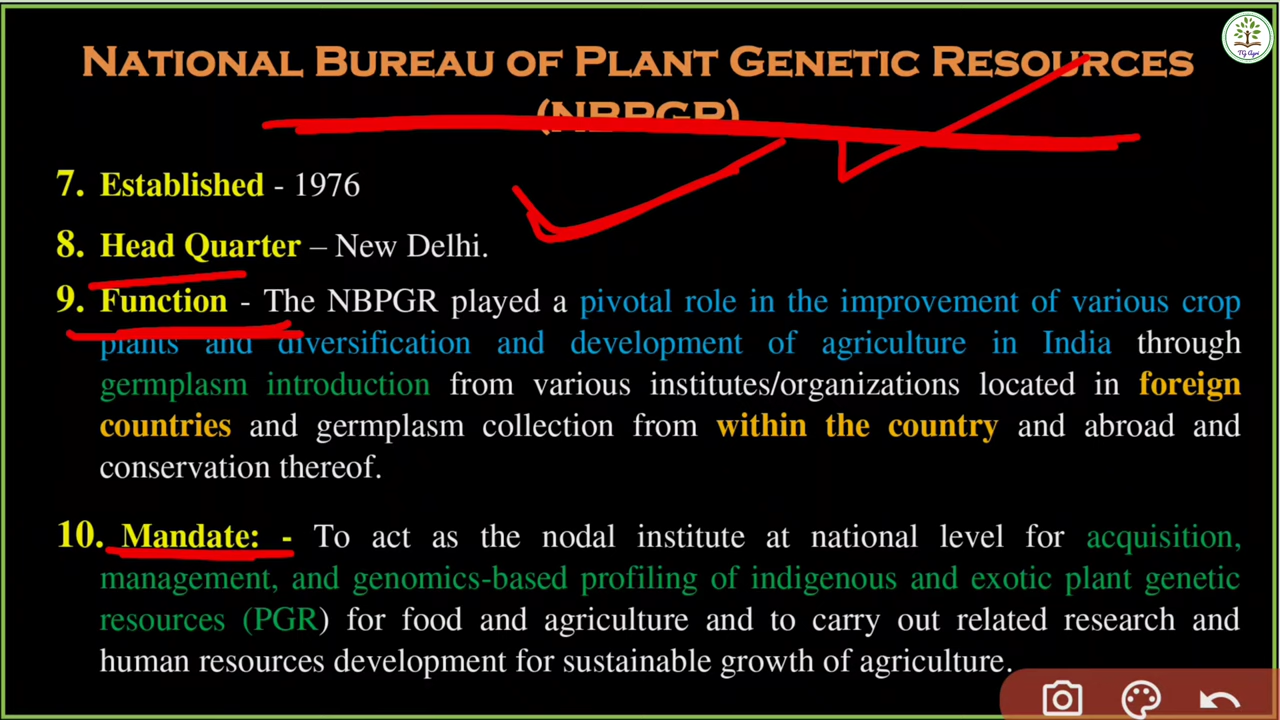 TG Agri
NATIONAL BUREAU OF PLANT GENETIC RESOURCES
(NBPGR)
7. Established - 1976
8. Head Quarter – New Delhi.
9. Function - The NBPGR played a pivotal role in the improvement of various crop
plants and diversification and development of agriculture in India through
germplasm introduction from various institutes/organizations located in foreign
countries and germplasm collection from within the country and abroad and
conservation thereof.
10. Mandate: - To act as the nodal institute at national level for acquisition,
management, and genomics-based profiling of indigenous and exotic plant genetic
resources (PGR) for food and agriculture and to carry out related research and
human resources development for sustainable growth of agriculture.